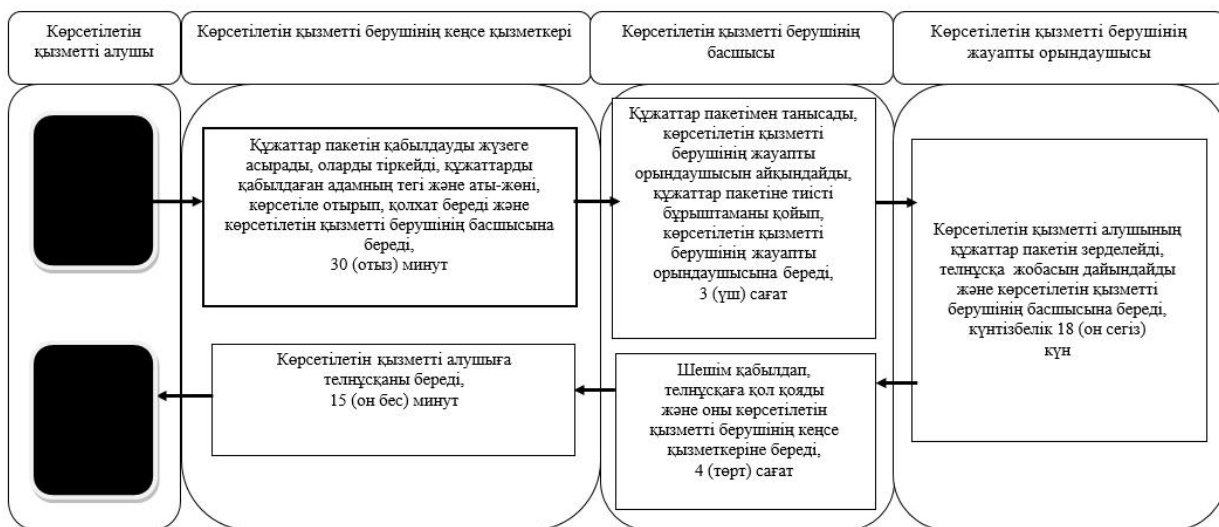 Көрсетілетін
қызметті алушы
Көрсетілетін қызметті берушінің кеңсе қызметкері
Көрсетілетін қызметті берушінің
басшысы
Көрсетілетін қызметті берушінің
жауапты орындаушысы
Құжаттар пакетін қабылдауды жүзеге
асырады, оларды тіркейді, құжаттарды
қабылдаған адамның тегі және аты-жөні,
көрсетіле отырып, қолхат береді және
көрсетілетін қызметті берушінің басшысына
береді,
30 (отыз) минут
Құжаттар пакетімен танысады,
көрсетілетін қызметті
берушінің жауапты
орындаушысын айқындайды,
құжаттар пакетіне тиісті
бұрыштаманы қойып,
көрсетілетін қызметті
берушінің жауапты
орындаушысына береді,
3 (үш) сағат
Көрсетілетін қызметті алушының
құжаттар пакетін зерделейді,
телнұсқа жобасын дайындайды
және көрсетілетін қызметті
берушінің басшысына береді,
күнтізбелік 18 (он сегіз)
күн
Шешім қабылдап,
телнұсқаға қол қояды
және оны көрсетілетін
қызметті берушінің кеңсе
қызметкеріне береді,
4 (төрт) сағат
Көрсетілетін қызметті алушыға
телнұсқаны береді,
15 (он бес) минут